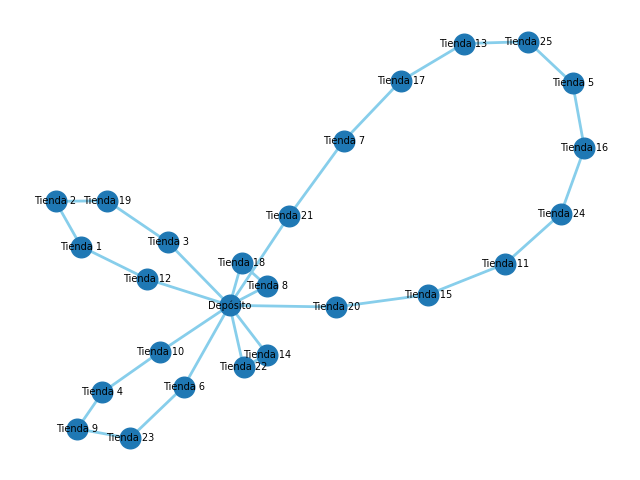 Tienda 25
Tienda 13
Tienda 17
Tienda 5
Tienda 7
Tienda 16
Tienda 2
Tienda 19
Tienda 24
Tienda 21
Tienda 3
Tienda 1
Tienda 18
Tienda 11
Tienda 12
Tienda 8
Tienda 15
Depósito
Tienda 20
Tienda 10
Tienda 14
Tienda 22
Tienda 6
Tienda 4
Tienda 9
Tienda 23